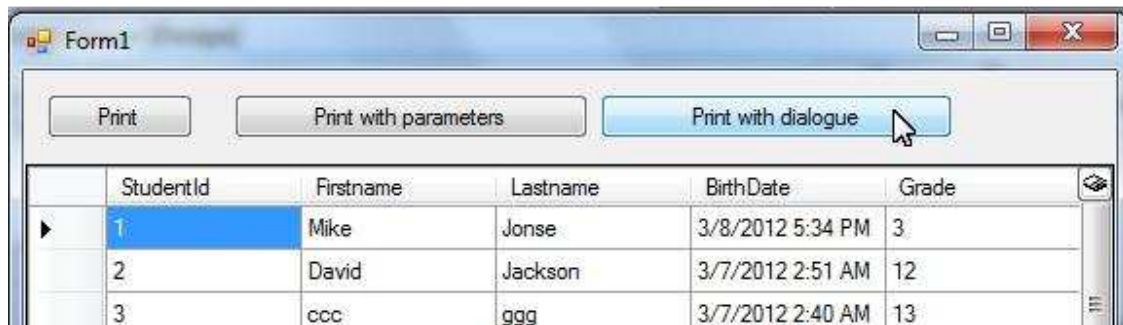 Form1
Print Print with parameters Print with dialogue
StudentId Firstname Lastname BirthDate Grade
1 Mike Jonse 3/8/2012 5:34 PM 3
2 David Jackson 3/7/2012 2:51 AM 12
3 ccc ggg 3/7/2012 2:40 AM 13